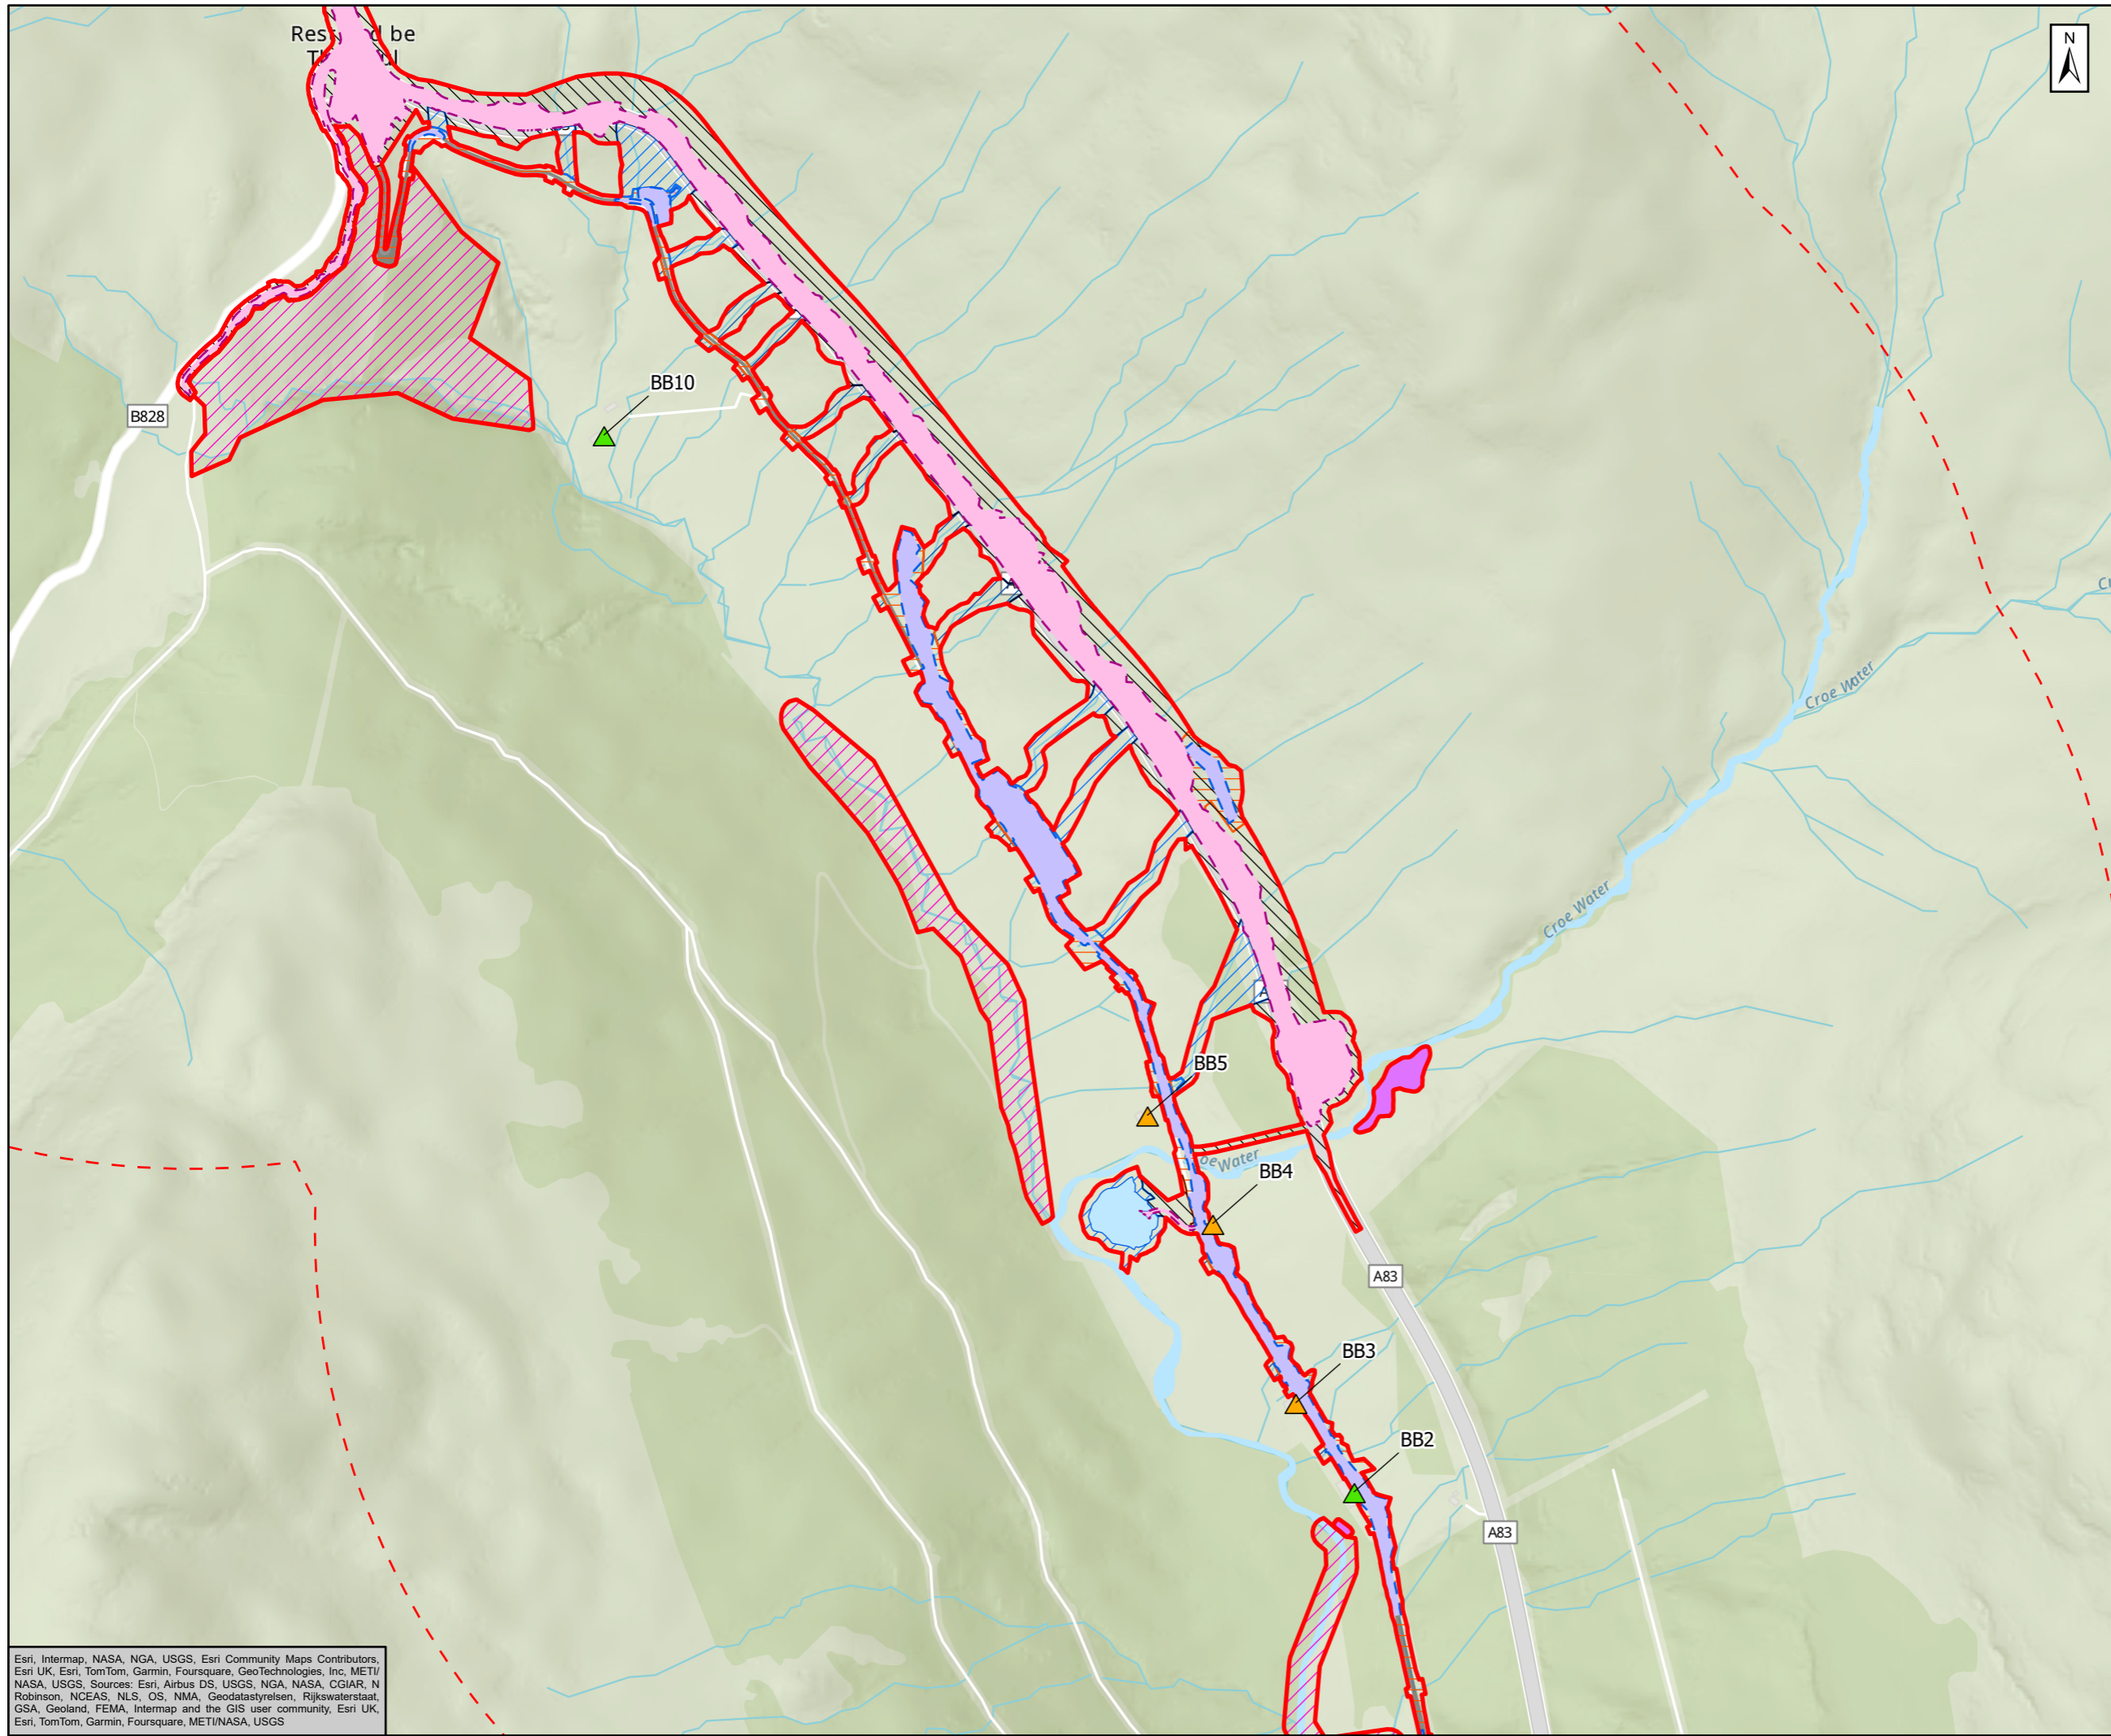 N
B828
BB10
Croe Water
Croe Water
BB5
Water
BB4
A83
BB3
BB2
A83
Esri, Intermap, NASA, NGA, USGS, Esri Community Maps Contributors,
Esri UK, Esri, TomTom, Garmin, Foursquare, GeoTechnologies, Inc, METI/
NASA, USGS, Sources: Esri, Airbus DS, USGS, NGA, NASA, CGIAR, N
Robinson, NCEAS, NLS, OS, NMA, Geodatastyrelsen, Rijkswaterstaat,
GSA, Geoland, FEMA, Intermap and the GIS user community, Esri UK,
Esri, TomTom, Garmin, Foursquare, METI/NASA, USGS